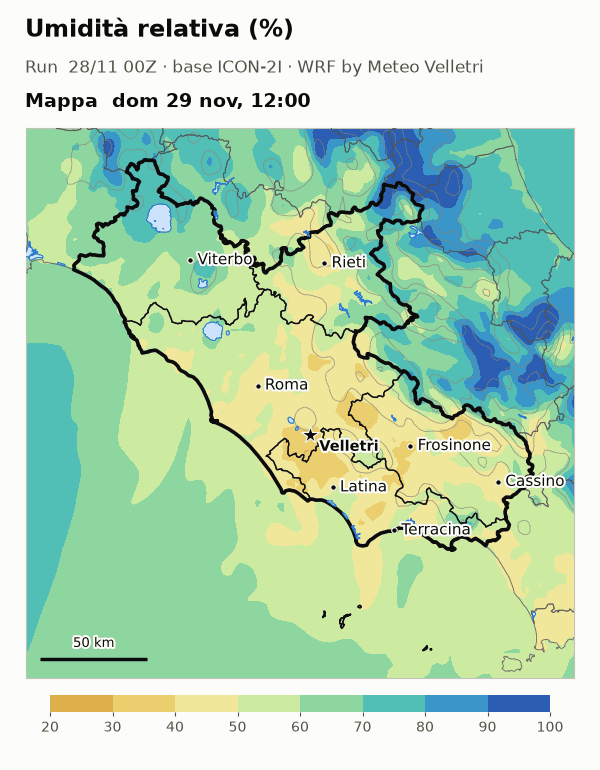 Umidità relativa (%)
Run 28/11 00Z · base ICON-2I · WRF by Meteo Velletri
Mappa dom 29 nov, 12:00
Viterbo
Rieti
Roma
Velletri
Frosinone
Latina
Cassino
Terracina
50 km
20 30 40 50 60 70 80 90 100